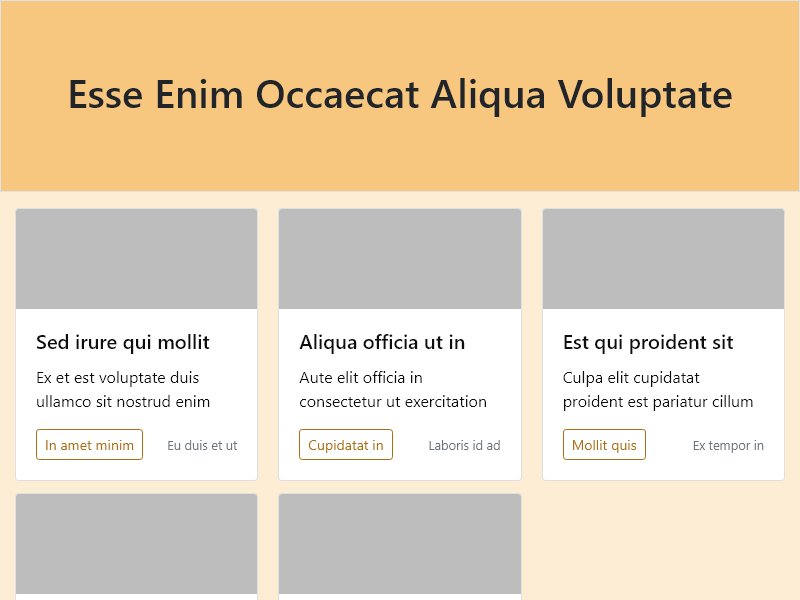 Esse Enim Occaecat Aliqua Voluptate
Sed irure qui mollit
Ex et est voluptate duis
ullamco sit nostrud enim
In amet minim
Eu duis et ut
Aliqua officia ut in
Aute elit officia in
consectetur ut exercitation
Cupidatat in
Laboris id ad
Est qui proident sit
Culpa elit cupidatat
proident est pariatur cillum
Mollit quis
Ex tempor in